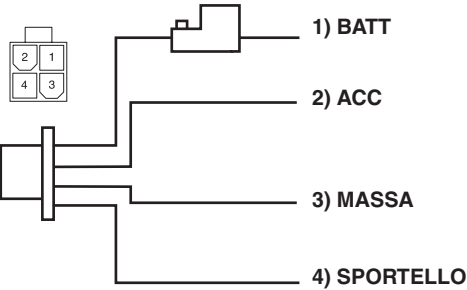 1) BATT
2 1
4 3
2) ACC
3) MASSA
4) SPORTELLO